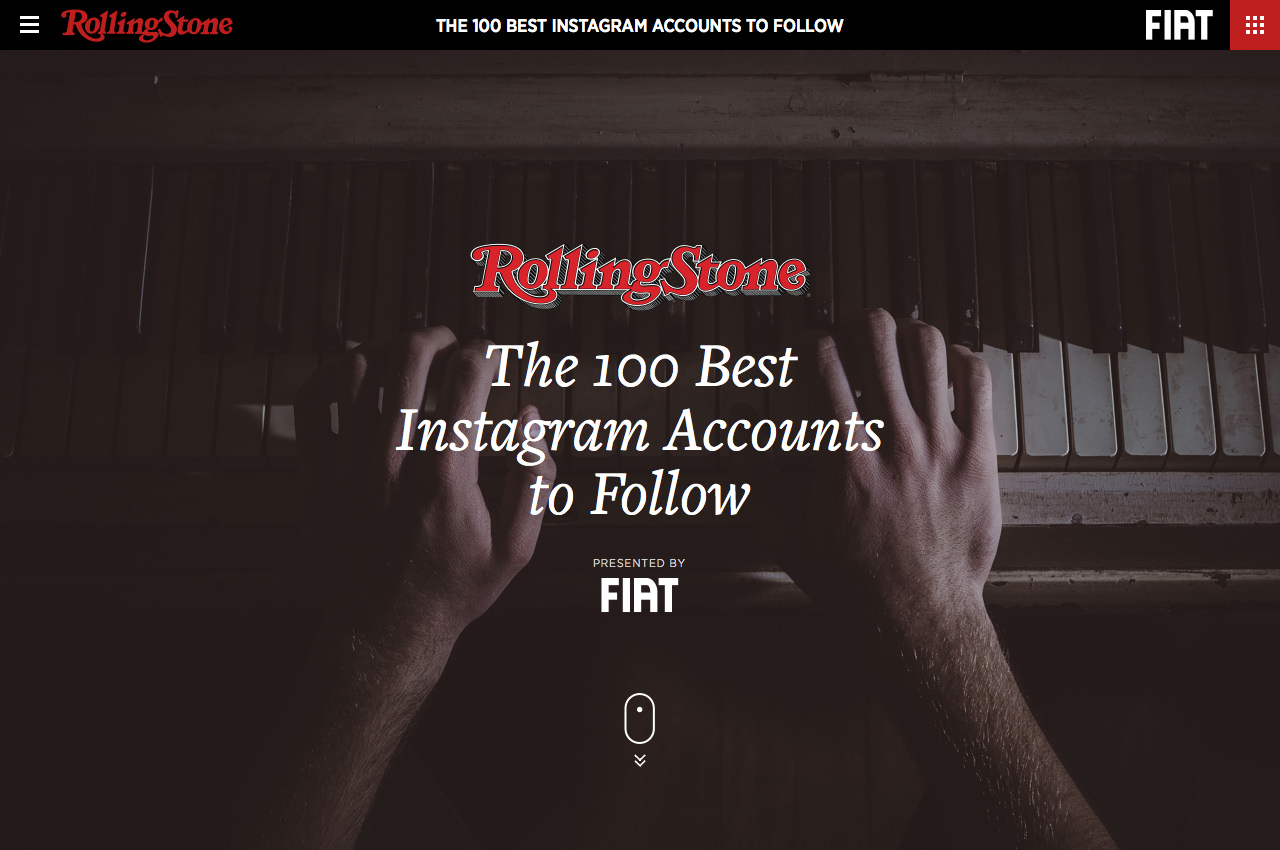 RollingStone
THE 100 BEST INSTAGRAM ACCOUNTS TO FOLLOW
FIAT
RollingStone
The 100 Best
Instagram Accounts
to Follow
PRESENTED BY
FIAT